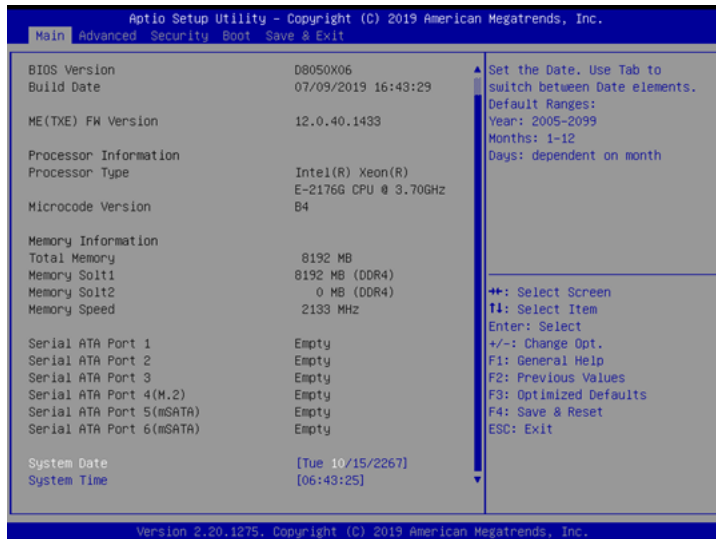 Aptio Setup Utility – Copyright (C) 2019 American Megatrends, Inc.
Main Advanced Security Boot Save & Exit
BIOS Version D8050X06
Build Date 07/09/2019 16:43:29
ME(TXE) FW Version 12.0.40.1433
Processor Information
Processor Type Intel(R) Xeon(R)
E-2176G CPU @ 3.70GHz
Microcode Version B4
Memory Information
Total Memory 8192 MB
Memory Solt1 8192 MB (DDR4)
Memory Solt2 0 MB (DDR4)
Memory Speed 2133 MHz
Serial ATA Port 1 Empty
Serial ATA Port 2 Empty
Serial ATA Port 3 Empty
Serial ATA Port 4(M.2) Empty
Serial ATA Port 5(mSATA) Empty
Serial ATA Port 6(mSATA) Empty
System Date [Tue 10/15/2267]
System Time [06:43:25]
Set the Date. Use Tab to
switch between Date elements.
Default Ranges:
Year: 2005-2099
Months: 1-12
Days: dependent on month
→←: Select Screen
↑↓: Select Item
Enter: Select
+/-: Change Opt.
F1: General Help
F2: Previous Values
F3: Optimized Defaults
F4: Save & Reset
ESC: Exit
Version 2.20.1275. Copyright (C) 2019 American Megatrends, Inc.